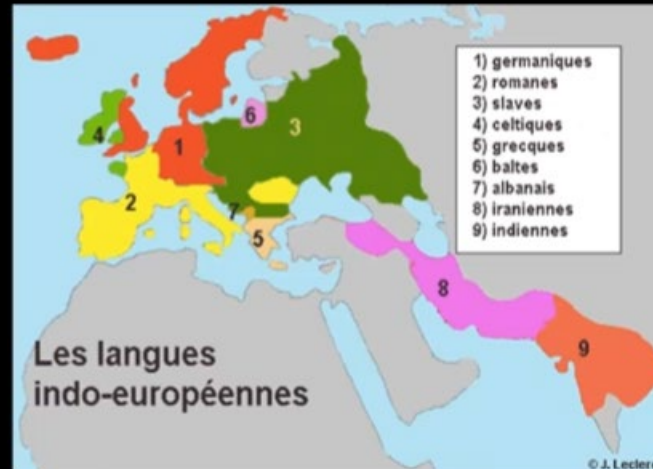 1) germaniques
2) romanes
3) slaves
4) celtiques
5) grecques
6) baltes
7) albanais
8) iraniennes
9) indiennes
6
3
4
1
2
7
5
8
9
Les langues
indo-européennes
© J. Leclerc